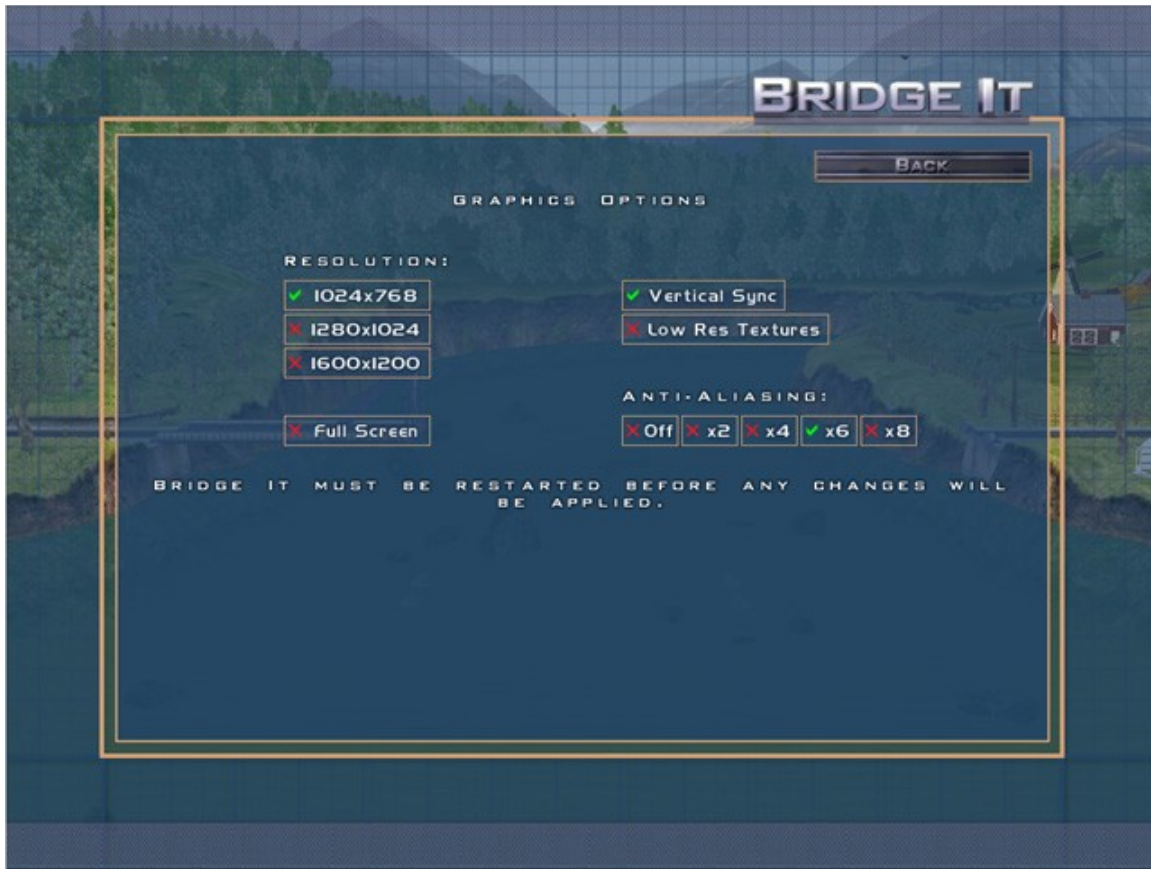 BRIDGE IT
BACK
GRAPHICS OPTIONS
RESOLUTION:
1024x768
1280x1024
1600x1200
Full Screen
Vertical Sync
Low Res Textures
ANTI-ALIASING:
Off x2 x4 x6 x8
BRIDGE IT MUST BE RESTARTED BEFORE ANY CHANGES WILL
BE APPLIED.